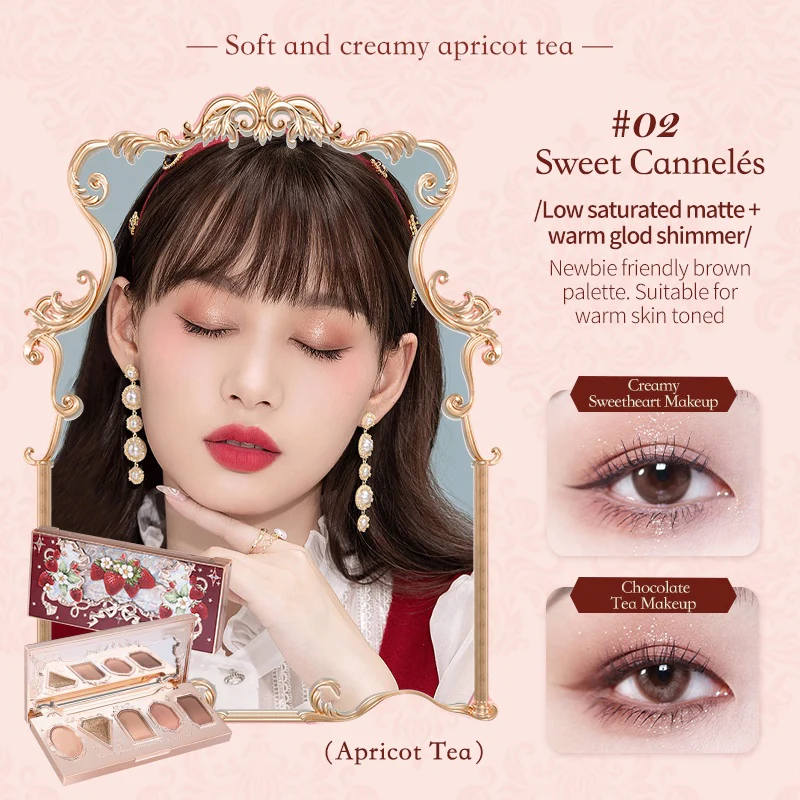 Soft and creamy apricot tea
#02
Sweet Cannelés
/Low saturated matte +
warm glod shimmer/
Newbie friendly brown
palette. Suitable for
warm skin toned
Creamy
Sweetheart Makeup
Chocolate
Tea Makeup
(Apricot Tea)